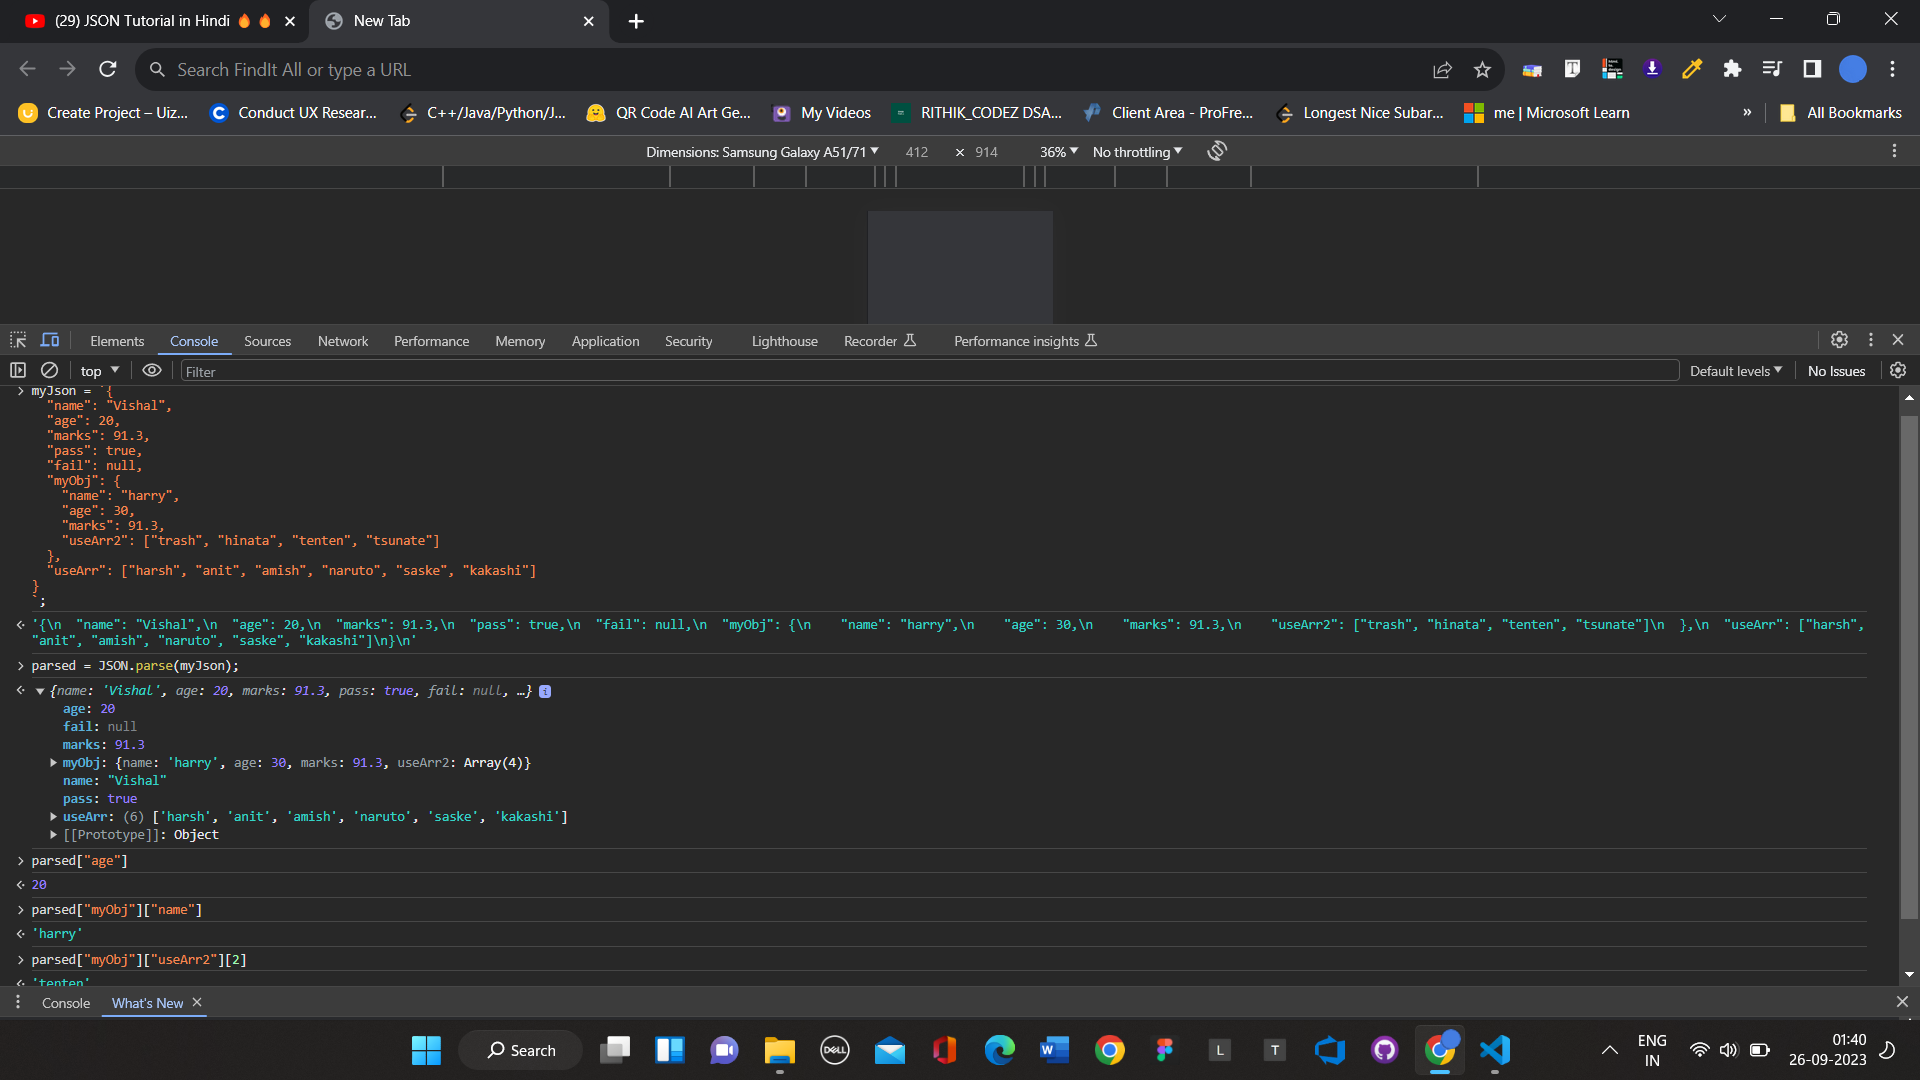 (29) JSON Tutorial in Hindi 🔥🔥
New Tab
Search FindIt All or type a URL
Create Project – Uiz...
Conduct UX Resear...
C++/Java/Python/J...
QR Code AI Art Ge...
My Videos
RITHIK_CODEZ DSA...
Client Area - ProFre...
Longest Nice Subar...
me | Microsoft Learn
»
All Bookmarks
Dimensions: Samsung Galaxy A51/71 412 × 914 36% No throttling
Elements Console Sources Network Performance Memory Application Security Lighthouse Recorder Performance insights
top Filter Default levels No Issues
> myJson = `{
"name": "Vishal",
"age": 20,
"marks": 91.3,
"pass": true,
"fail": null,
"myObj": {
"name": "harry",
"age": 30,
"marks": 91.3,
"useArr2": ["trash", "hinata", "tenten", "tsunate"]
},
"useArr": ["harsh", "anit", "amish", "naruto", "saske", "kakashi"]
}
`;
'{\n  "name": "Vishal",\n  "age": 20,\n  "marks": 91.3,\n  "pass": true,\n  "fail": null,\n  "myObj": {\n    "name": "harry",\n    "age": 30,\n    "marks": 91.3,\n    "useArr2": ["trash", "hinata", "tenten", "tsunate"]\n  },\n  "useArr": ["harsh",
"anit", "amish", "naruto", "saske", "kakashi"]\n}\n'
> parsed = JSON.parse(myJson);
{name: 'Vishal', age: 20, marks: 91.3, pass: true, fail: null, …} i
age: 20
fail: null
marks: 91.3
myObj: {name: 'harry', age: 30, marks: 91.3, useArr2: Array(4)}
name: "Vishal"
pass: true
useArr: (6) ['harsh', 'anit', 'amish', 'naruto', 'saske', 'kakashi']
[[Prototype]]: Object
> parsed["age"]
20
> parsed["myObj"]["name"]
'harry'
> parsed["myObj"]["useArr2"][2]
'tenten'
Console What's New
Search
DELL
W
L
T
ENG
IN
01:40
26-09-2023